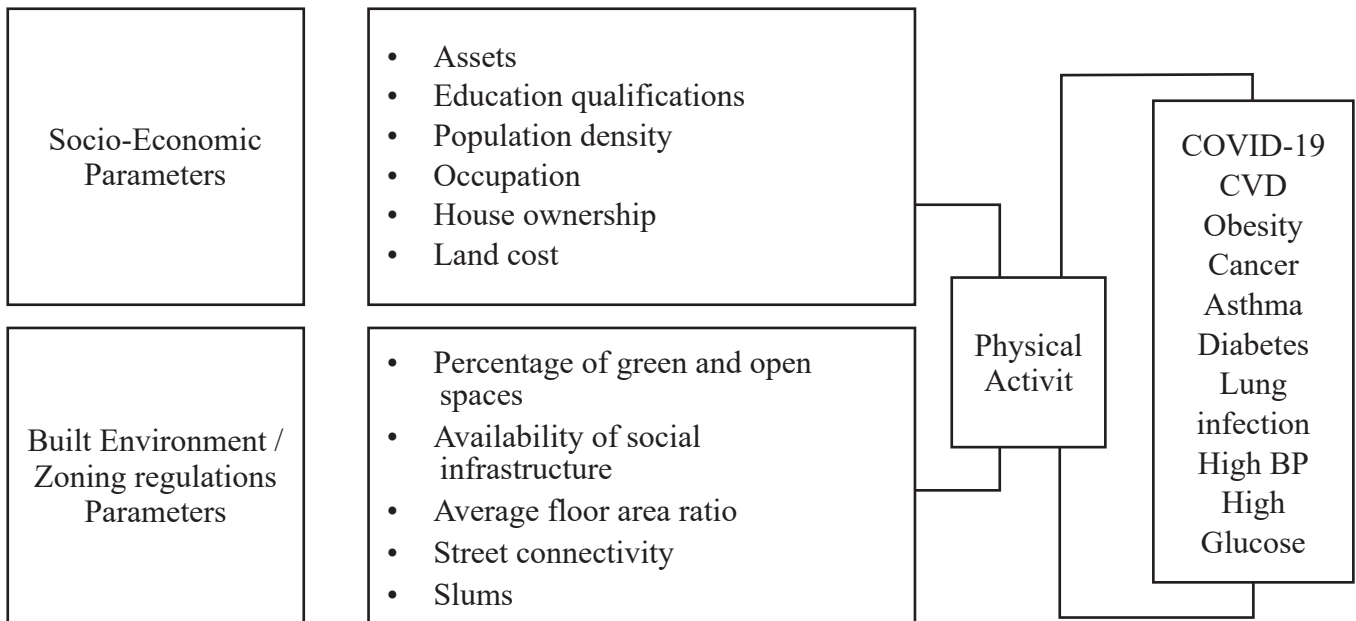 Socio-Economic
Parameters
• Assets
• Education qualifications
• Population density
• Occupation
• House ownership
• Land cost
Built Environment /
Zoning regulations
Parameters
• Percentage of green and open
spaces
• Availability of social
infrastructure
• Average floor area ratio
• Street connectivity
• Slums
Physical
Activit
COVID-19
CVD
Obesity
Cancer
Asthma
Diabetes
Lung
infection
High BP
High
Glucose